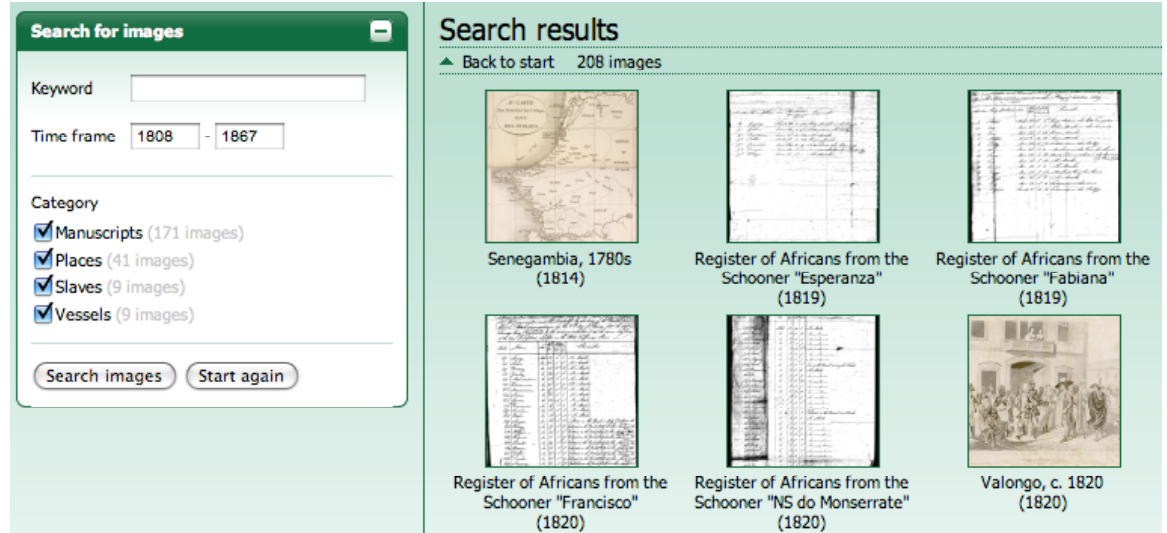 Search for images
Keyword
Time frame 1808 - 1867
Category
Manuscripts (171 images)
Places (41 images)
Slaves (9 images)
Vessels (9 images)
Search images Start again
Search results
Back to start 208 images
Senegambia, 1780s
(1814)
Register of Africans from the
Schooner "Esperanza"
(1819)
Register of Africans from the
Schooner "Fabiana"
(1819)
Register of Africans from the
Schooner "Francisco"
(1820)
Register of Africans from the
Schooner "NS do Monserrate"
(1820)
Valongo, c. 1820
(1820)